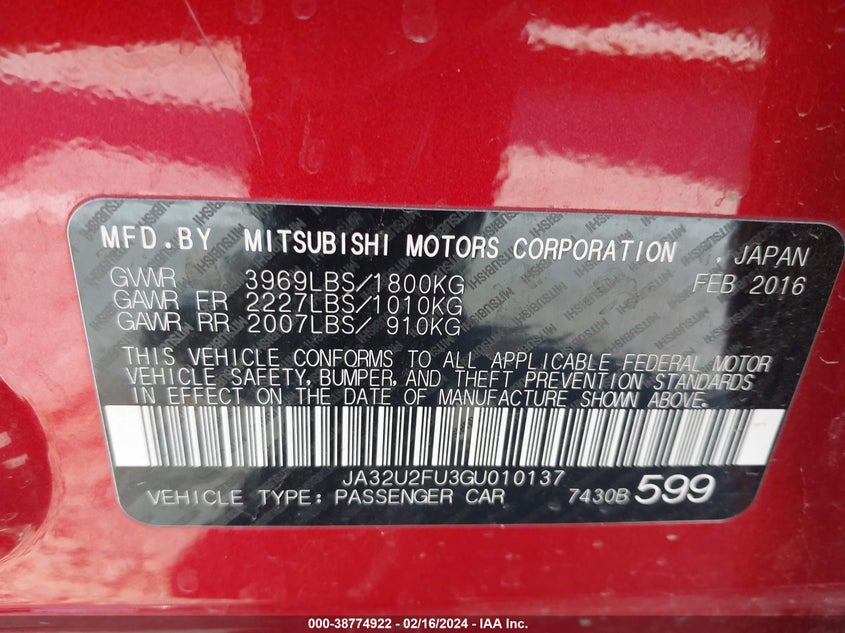 MFD.BY MITSUBISHI MOTORS CORPORATION , JAPAN
GVWR 3969LBS/1800KG FEB 2016
GAWR FR 2227LBS/1010KG
GAWR RR 2007LBS/ 910KG
THIS VEHICLE CONFORMS TO ALL APPLICABLE FEDERAL MOTOR
VEHICLE SAFETY, BUMPER, AND THEFT PREVENTION STANDARDS
IN EFFECT ON THE DATE OF MANUFACTURE SHOWN ABOVE.
JA32U2FU3GU010137
VEHICLE TYPE: PASSENGER CAR 7430B 599
000-38774922 - 02/16/2024 - IAA Inc.